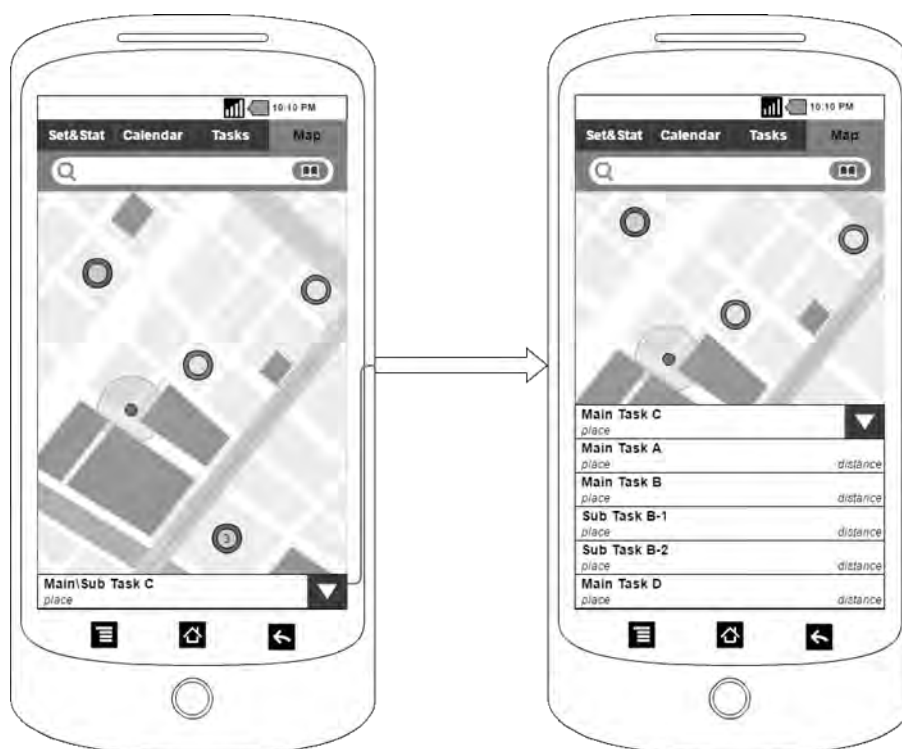 10:10 PM
Set&Stat Calendar Tasks Map
3
Main\Sub Task C
place
10:10 PM
Set&Stat Calendar Tasks Map
Main Task C
place
Main Task A
place distance
Main Task B
place distance
Sub Task B-1
place distance
Sub Task B-2
place distance
Main Task D
place distance